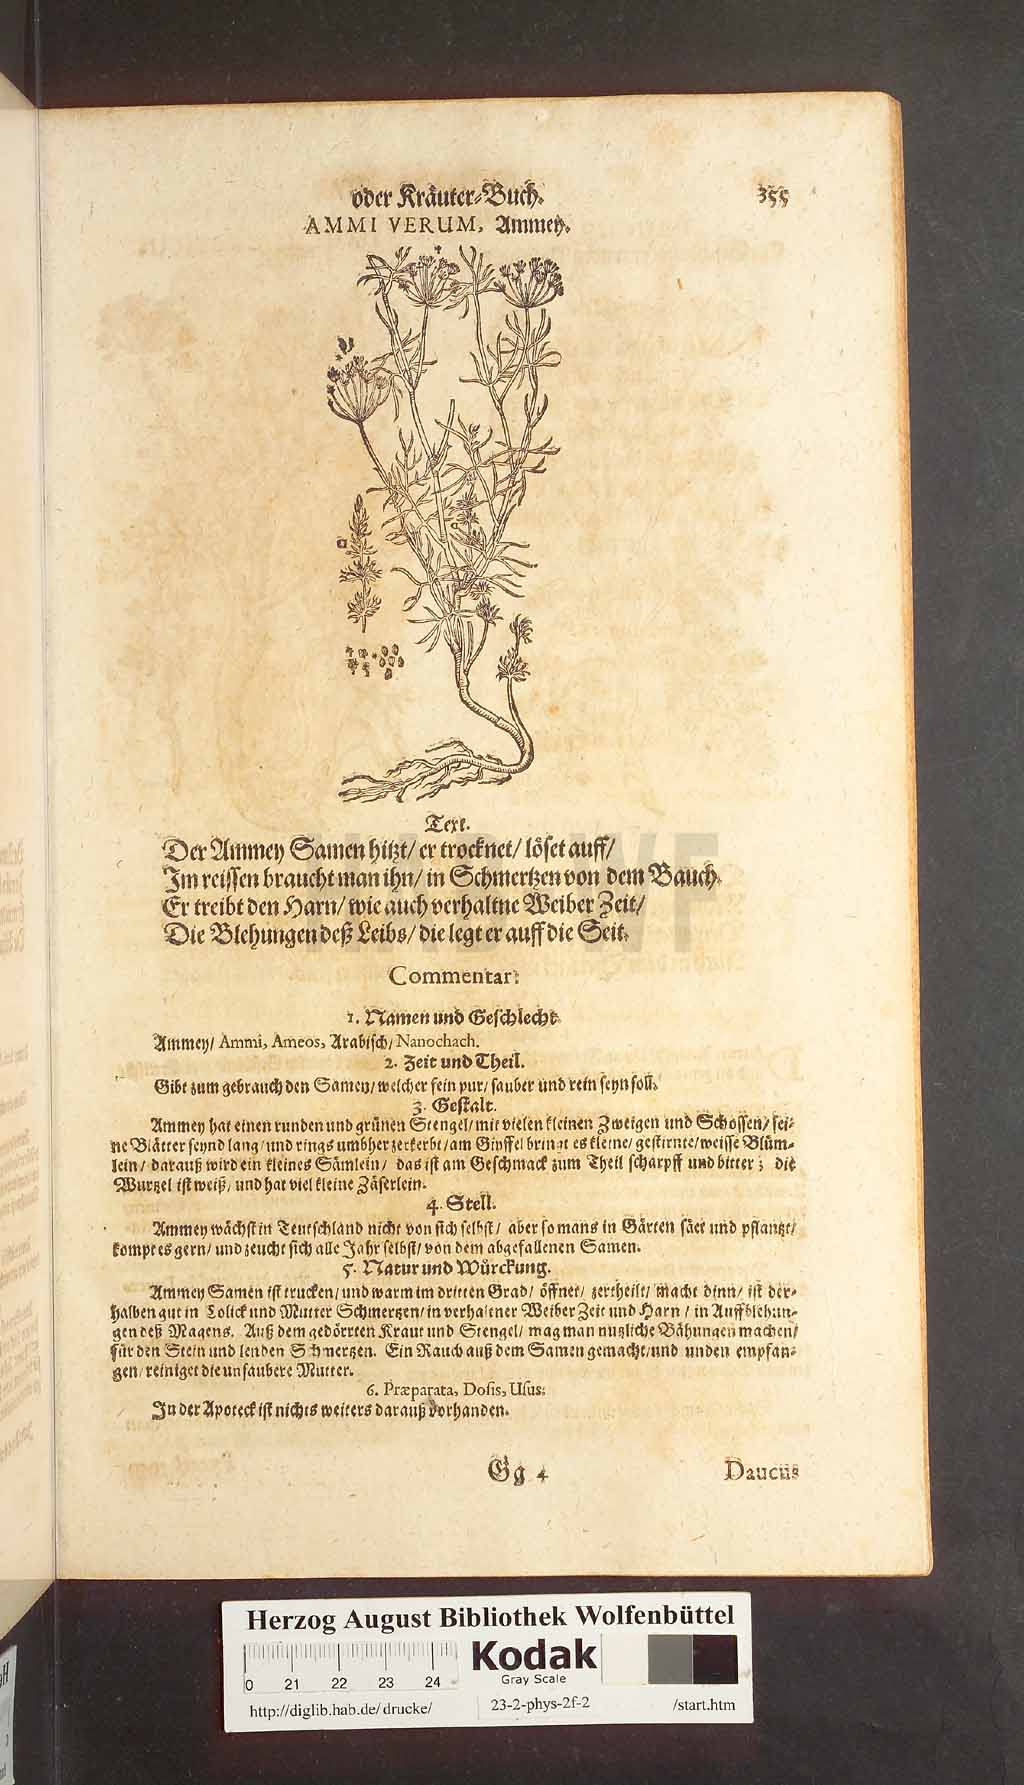 oder Kräuter-Buch. 355
AMMI VERUM, Ammey.
Text.
Der Ammey Samen hitzt/ er trocknet/ löset auff/
Im reissen braucht man ihn/ in Schmertzen von dem Bauch.
Er treibt den Harn/ wie auch verhaltne Weiber Zeit/
Die Blehungen deß Leibs/ die legt er auff die Seit.
Commentar:
1. Namen und Geschlecht.
Ammey/ Ammi, Ameos, Arabisch/ Nanochach.
2. Zeit und Theil.
Gibt zum gebrauch den Samen/ welcher fein pur/ sauber und rein seyn soll.
3. Gestalt.
Ammey hat einen runden und grünen Stengel/ mit vielen kleinen Zweigen und Schossen/ sei-
ne Blätter seynd lang/ und rings umbher zerkerbt/ am Gipffel bringt es kleine/ gestirnte/ weisse Blüm-
lein/ darauß wird ein kleines Sämlein/ das ist am Geschmack zum Theil scharpff und bitter; die
Wurtzel ist weiß/ und hat viel kleine Zäserlein.
4. Stell.
Ammey wächst in Teutschland nicht von sich selbst/ aber so mans in Gärten säet und pflantzt/
kompt es gern/ und zeucht sich alle Jahr selbst/ von dem abgefallenen Samen.
5. Natur und Würckung.
Ammey Samen ist trucken/ und warm im dritten Grad/ öffnet/ zertheilt/ macht dinn/ ist der-
halben gut in Colick und Mutter Schmertzen/ in verhaltner Weiber Zeit und Harn/ in Auffblehun-
gen deß Magens. Auß dem gedörrten Kraut und Stengel/ mag man nutzliche Bähungen machen/
für den Stein und lenden Schmertzen. Ein Rauch auß dem Samen gemacht/ und unden empfan-
gen/ reiniget die unsaubere Mutter.
6. Præparata, Dosis, Usus.
In der Apoteck ist nichts weiters darauß vorhanden.
Gg 4 Daucus
Herzog August Bibliothek Wolfenbüttel
Kodak
Gray Scale
0 21 22 23 24
http://diglib.hab.de/drucke/ 23-2-phys-2f-2 /start.htm